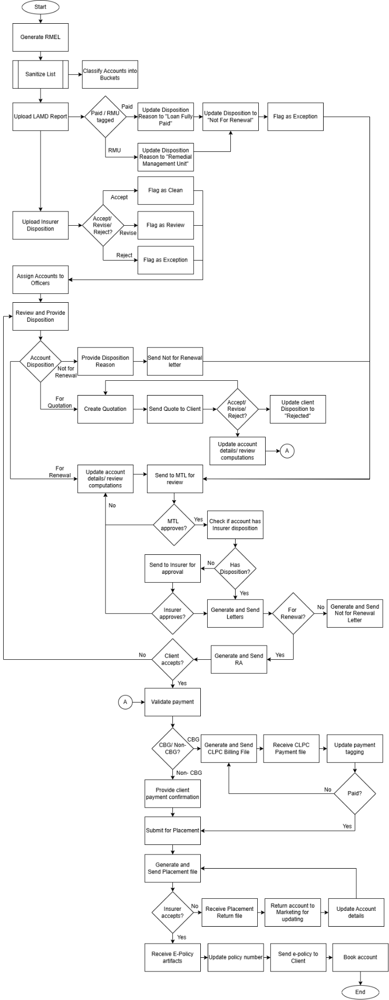 Start
Generate RMEL
Sanitize List
Classify Accounts into
Buckets
Upload LAMD Report
Paid / RMU
tagged
Paid
Update Disposition
Reason to "Loan Fully
Paid"
Update Disposition to
"Not For Renewal"
Flag as Exception
RMU
Update Disposition
Reason to "Remedial
Management Unit"
Flag as Clean
Accept
Upload Insurer
Disposition
Accept/
Revise/
Reject?
Revise
Flag as Review
Reject
Flag as Exception
Assign Accounts to
Officers
Review and Provide
Disposition
Account
Disposition
Not for
Renewal
Provide Disposition
Reason
Send Not for Renewal
letter
For
Quotation
Create Quotation
Send Quote to Client
Accept/
Revise/
Reject?
Update client
Disposition to
"Rejected"
Update account
details/ review
computations
A
For
Renewal
Update account
details/ review
computations
Send to MTL for
review
No
MTL
approves?
Yes
Check if account has
Insurer disposition
Send to Insurer for
approval
No
Has
Disposition?
Yes
Insurer
approves?
Generate and Send
Letters
For
Renewal?
No
Generate and Send
Not for Renewal
Letter
No
Client
accepts?
Generate and Send
RA
Yes
Yes
A
Validate payment
CBG/ Non-
CBG?
CBG
Generate and Send
CLPC Billing File
Receive CLPC
Payment file
Update payment
tagging
Non- CBG
No
Paid?
Provide client
payment confirmation
Yes
Submit for Placement
Generate and
Send Placement file
Insurer
accepts?
No
Receive Placement
Return file
Return account to
Marketing for
updating
Update Account
details
Yes
Receive E-Policy
artifacts
Update policy number
Send e-policy to
Client
Book account
End